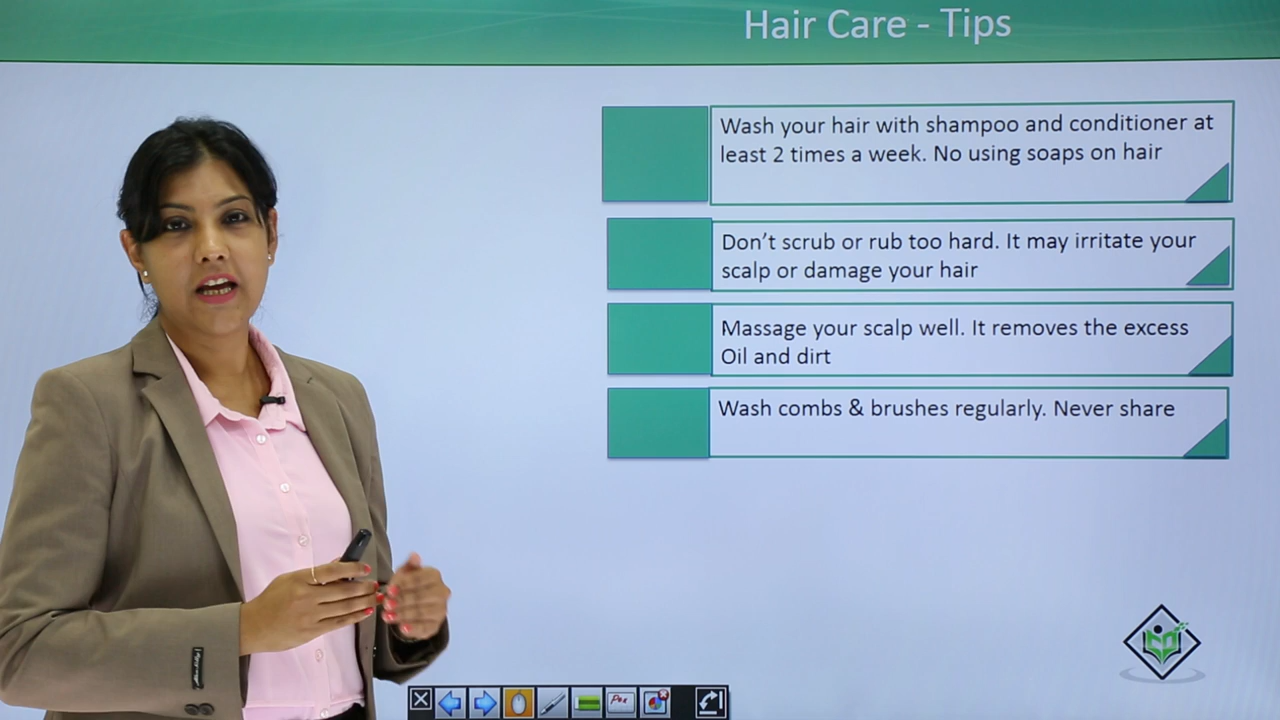 Hair Care - Tips
Wash your hair with shampoo and conditioner at
least 2 times a week. No using soaps on hair
Don’t scrub or rub too hard. It may irritate your
scalp or damage your hair
Massage your scalp well. It removes the excess
Oil and dirt
Wash combs & brushes regularly. Never share